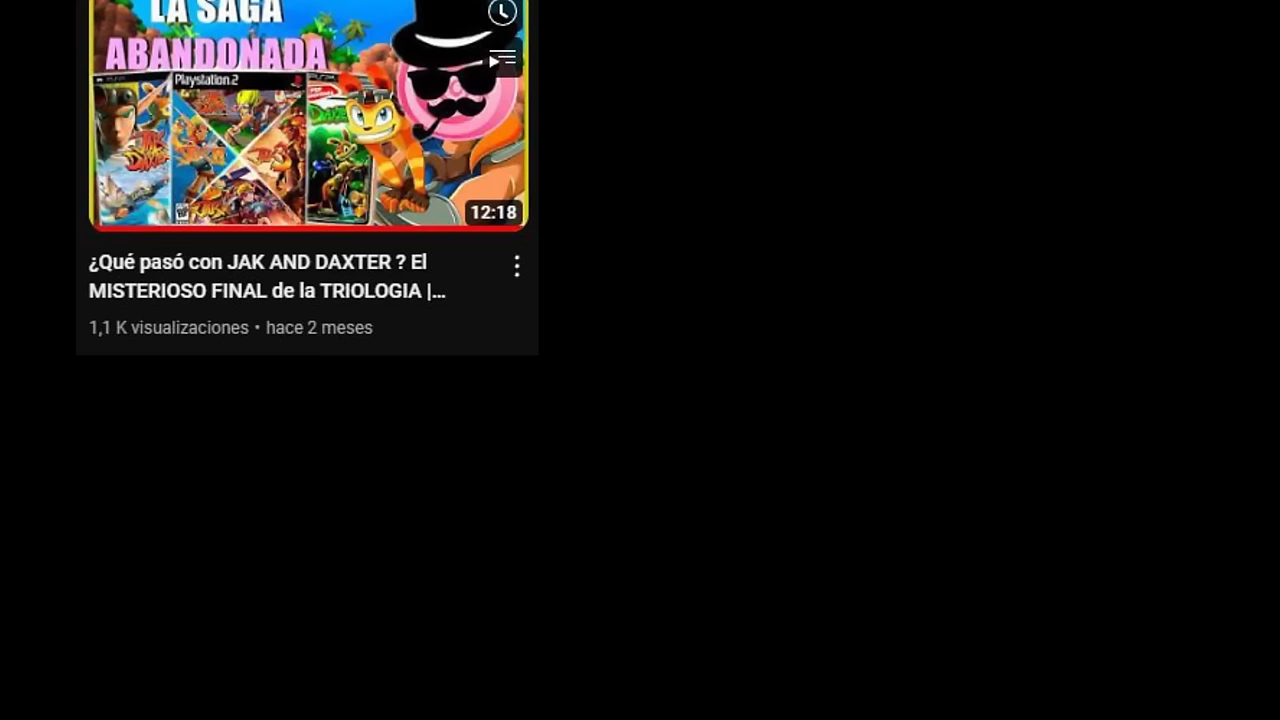 LA SAGA
ABANDONADA
Playstation 2
12:18
¿Qué pasó con JAK AND DAXTER ? El
MISTERIOSO FINAL de la TRIOLOGIA |...
1,1 K visualizaciones • hace 2 meses